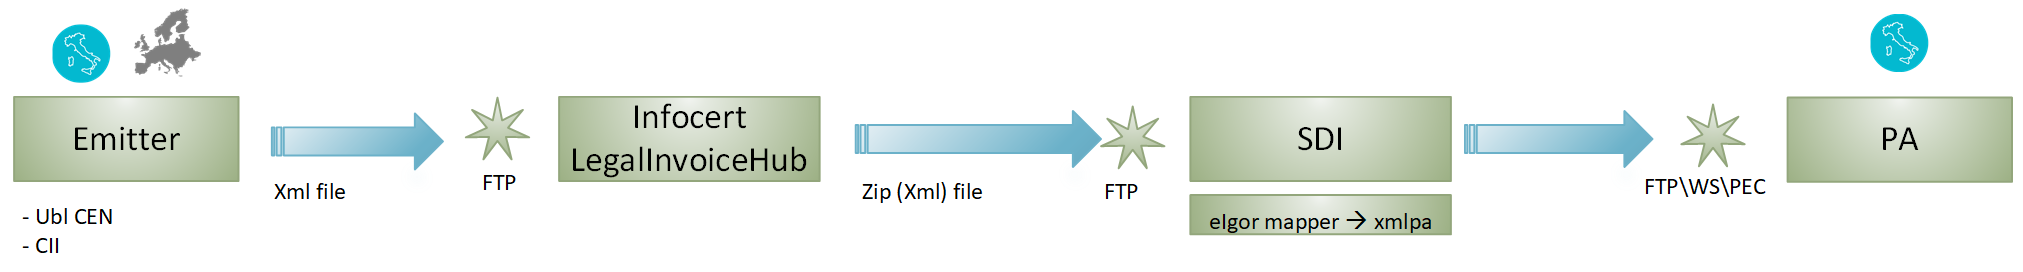 Emitter
Xml file
- Ubl CEN
- CII
FTP
Infocert
LegalInvoiceHub
Zip (Xml) file
FTP
SDI
eIgor mapper → xmlpa
FTP\WS\PEC
PA